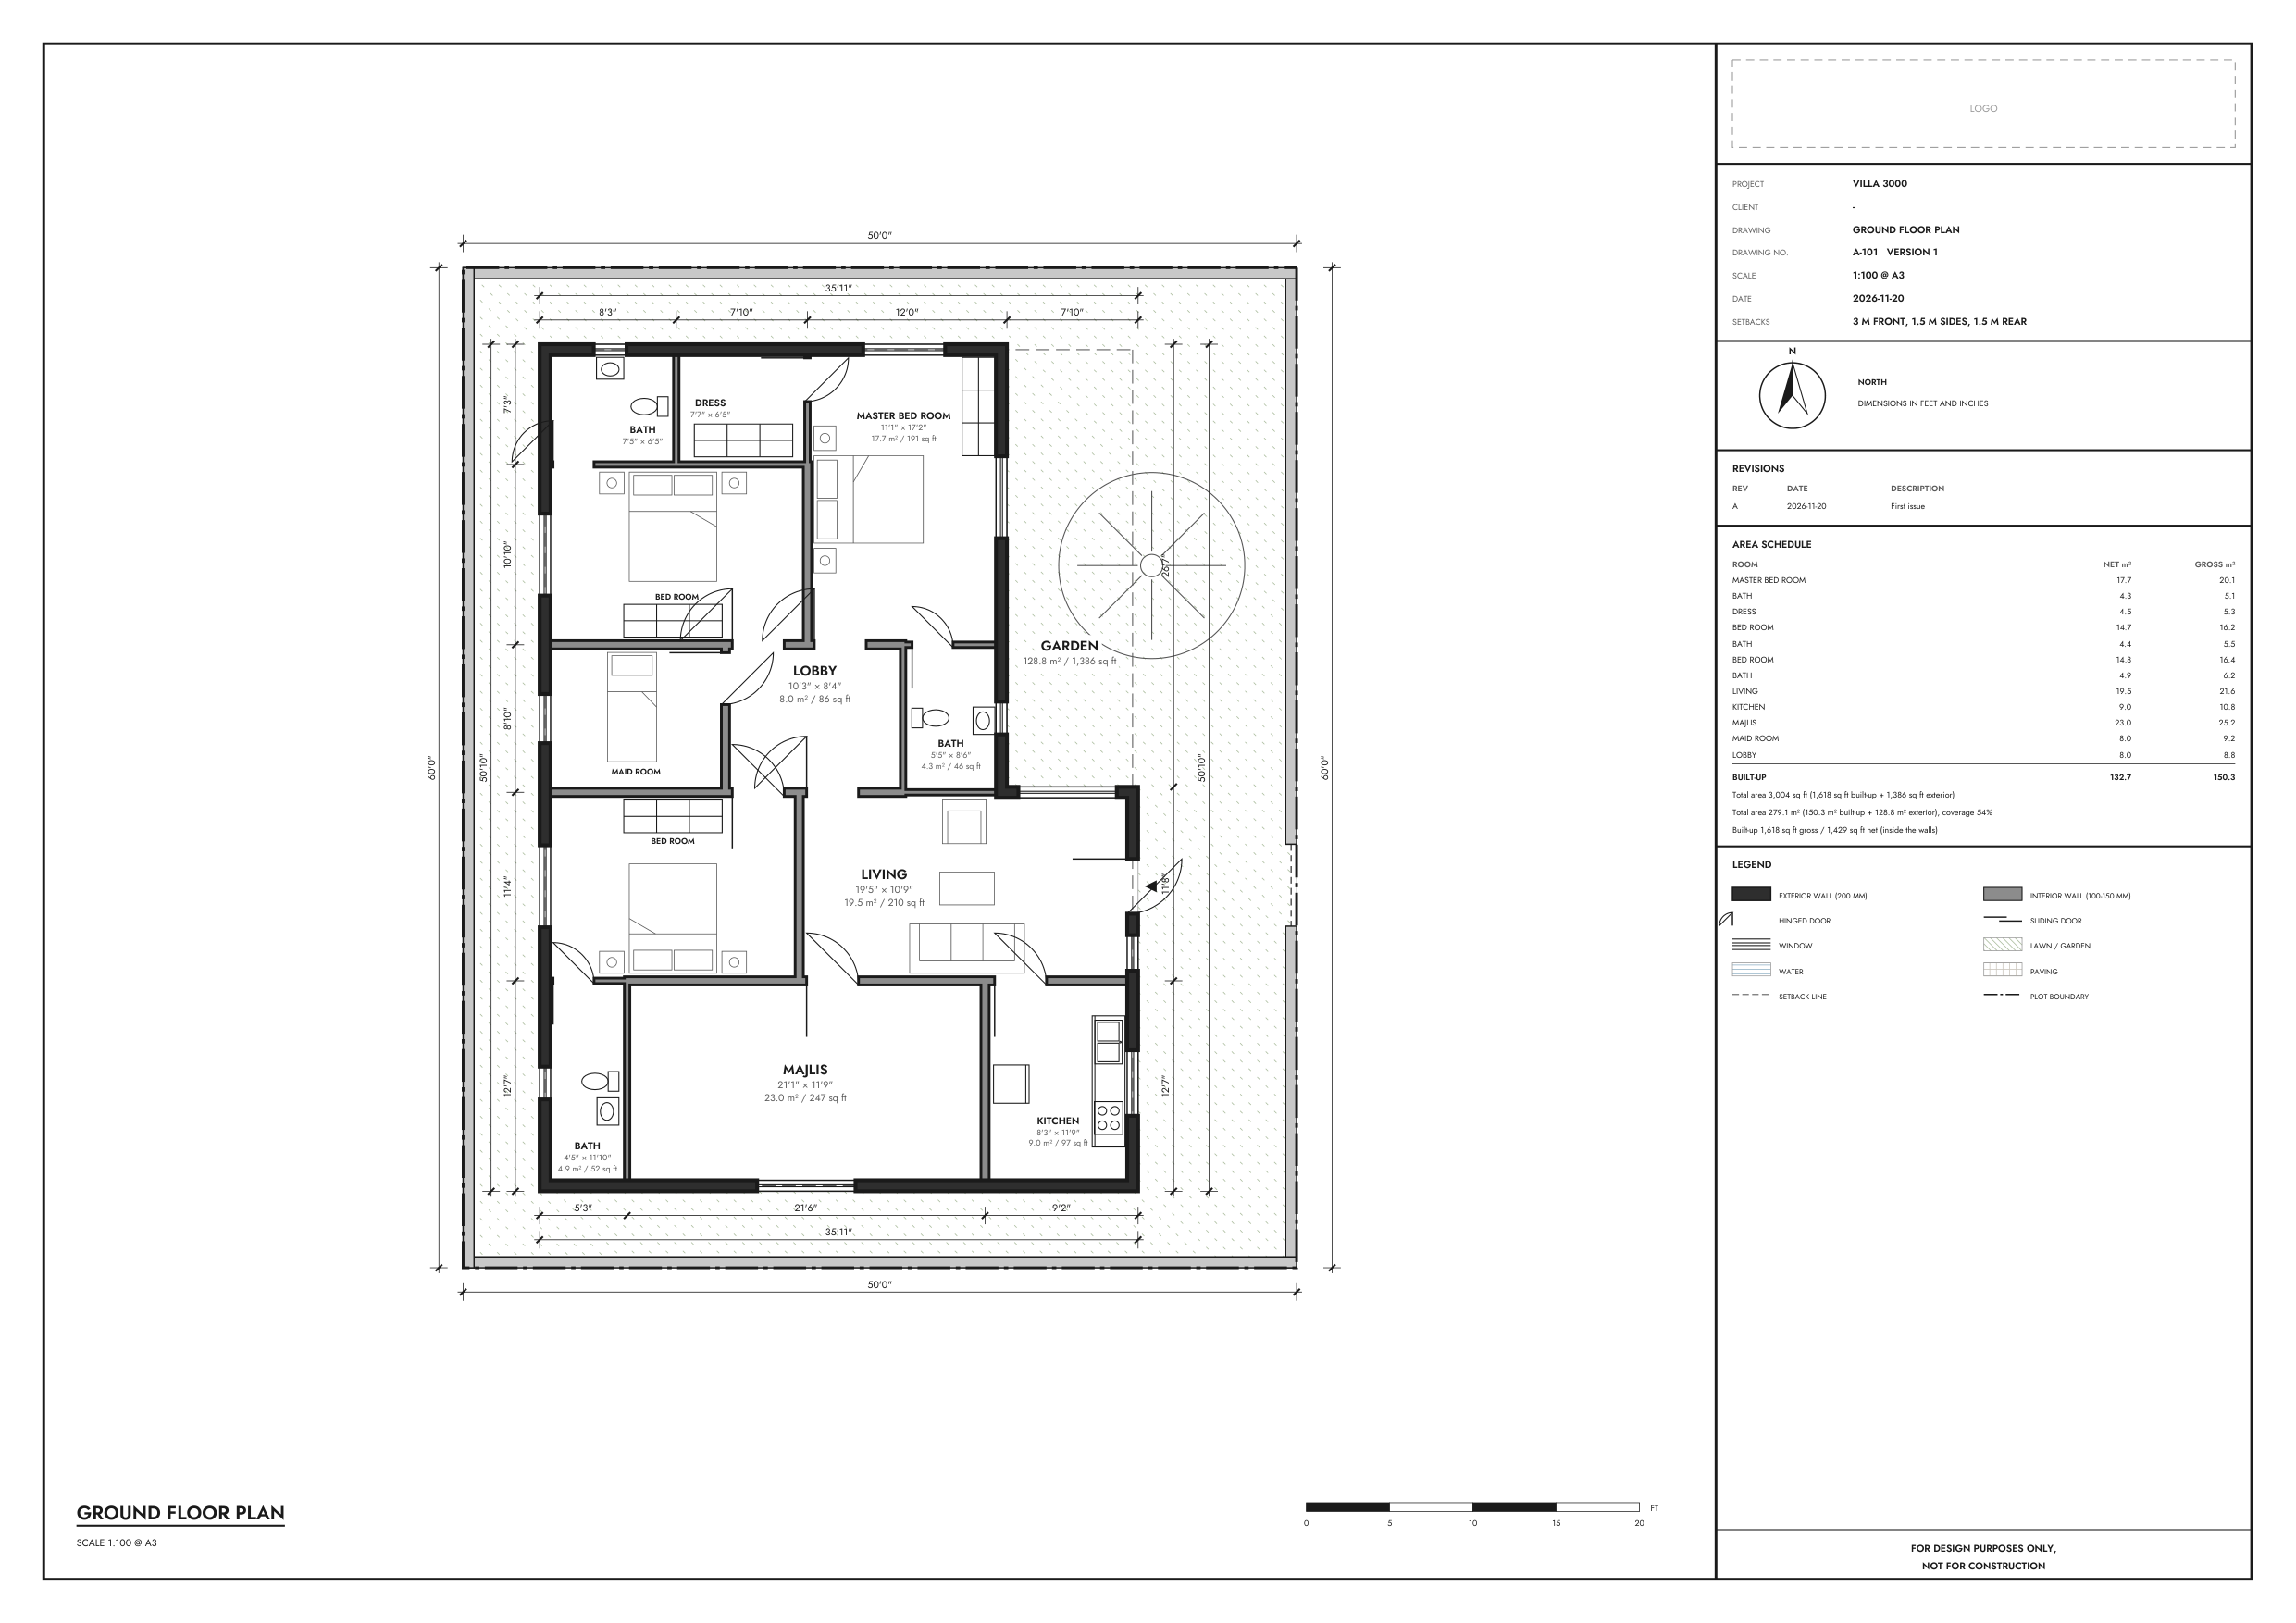 50'0"
35'11"
8'3" 7'10" 12'0" 7'10"
60'0"
50'10"
7'3"
10'10"
8'10"
11'4"
12'7"
BATH
7'5" × 6'5"
DRESS
7'7" × 6'5"
MASTER BED ROOM
11'1" × 17'2"
17.7 m² / 191 sq ft
BED ROOM
LOBBY
10'3" × 8'4"
8.0 m² / 86 sq ft
GARDEN
128.8 m² / 1,386 sq ft
26'7"
50'10"
60'0"
MAID ROOM
BATH
5'5" × 8'6"
4.3 m² / 46 sq ft
BED ROOM
LIVING
19'5" × 10'9"
19.5 m² / 210 sq ft
11'8"
MAJLIS
21'1" × 11'9"
23.0 m² / 247 sq ft
12'7"
KITCHEN
8'3" × 11'9"
9.0 m² / 97 sq ft
BATH
4'5" × 11'10"
4.9 m² / 52 sq ft
5'3" 21'6" 9'2"
35'11"
50'0"
GROUND FLOOR PLAN
SCALE 1:100 @ A3
0 5 10 15 20 FT
LOGO
PROJECT VILLA 3000
CLIENT -
DRAWING GROUND FLOOR PLAN
DRAWING NO. A-101 VERSION 1
SCALE 1:100 @ A3
DATE 2026-11-20
SETBACKS 3 M FRONT, 1.5 M SIDES, 1.5 M REAR
N
NORTH
DIMENSIONS IN FEET AND INCHES
REVISIONS
REV DATE DESCRIPTION
A 2026-11-20 First issue
AREA SCHEDULE
ROOM NET m² GROSS m²
MASTER BED ROOM 17.7 20.1
BATH 4.3 5.1
DRESS 4.5 5.3
BED ROOM 14.7 16.2
BATH 4.4 5.5
BED ROOM 14.8 16.4
BATH 4.9 6.2
LIVING 19.5 21.6
KITCHEN 9.0 10.8
MAJLIS 23.0 25.2
MAID ROOM 8.0 9.2
LOBBY 8.0 8.8
BUILT-UP 132.7 150.3
Total area 3,004 sq ft (1,618 sq ft built-up + 1,386 sq ft exterior)
Total area 279.1 m² (150.3 m² built-up + 128.8 m² exterior), coverage 54%
Built-up 1,618 sq ft gross / 1,429 sq ft net (inside the walls)
LEGEND
EXTERIOR WALL (200 MM) INTERIOR WALL (100-150 MM)
HINGED DOOR SLIDING DOOR
WINDOW LAWN / GARDEN
WATER PAVING
SETBACK LINE PLOT BOUNDARY
FOR DESIGN PURPOSES ONLY,
NOT FOR CONSTRUCTION